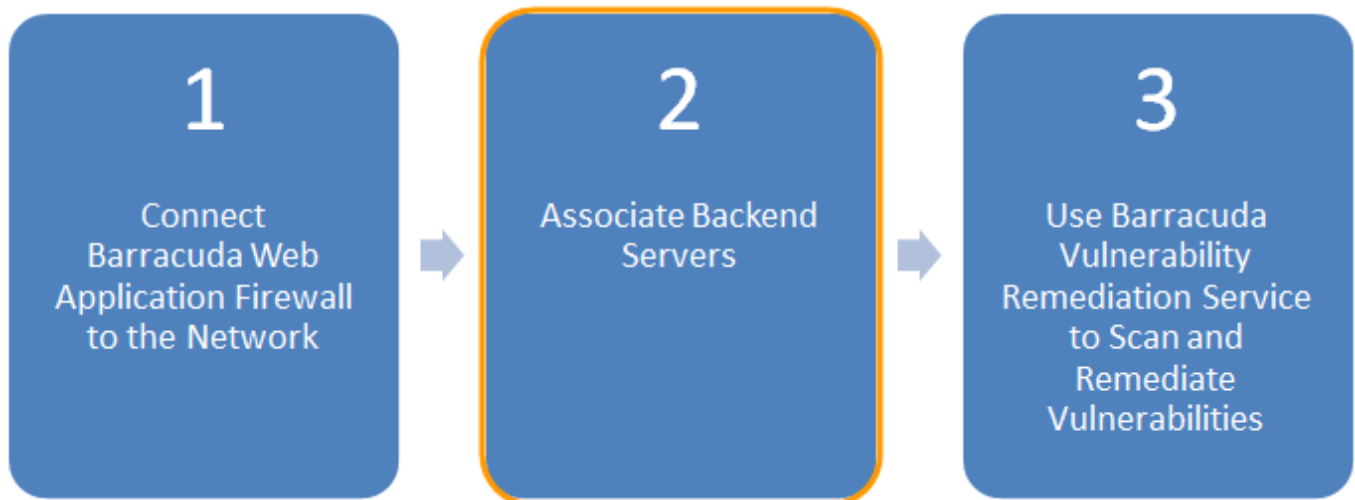 1
Connect
Barracuda Web
Application Firewall
to the Network
2
Associate Backend
Servers
3
Use Barracuda
Vulnerability
Remediation Service
to Scan and
Remediate
Vulnerabilities